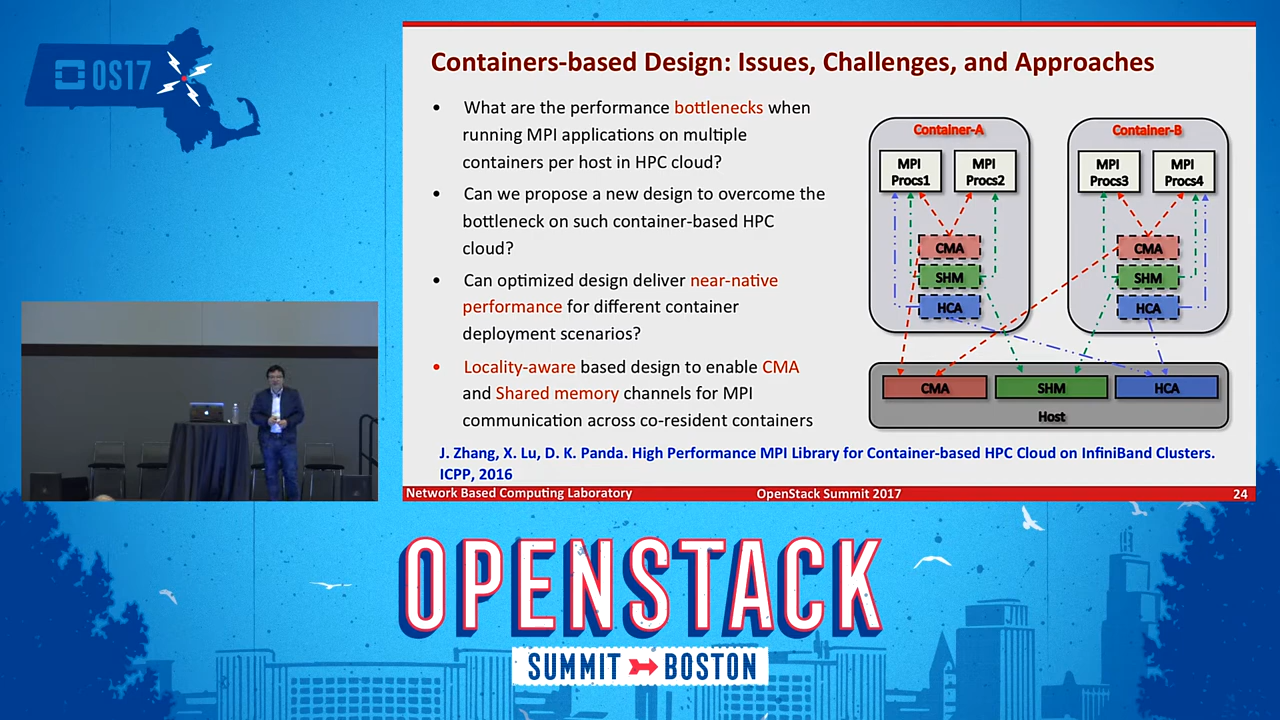 OS17
Containers-based Design: Issues, Challenges, and Approaches
• What are the performance bottlenecks when
running MPI applications on multiple
containers per host in HPC cloud?
• Can we propose a new design to overcome the
bottleneck on such container-based HPC
cloud?
• Can optimized design deliver near-native
performance for different container
deployment scenarios?
• Locality-aware based design to enable CMA
and Shared memory channels for MPI
communication across co-resident containers
Container-A
MPI
Procs1
MPI
Procs2
CMA
SHM
HCA
Container-B
MPI
Procs3
MPI
Procs4
CMA
SHM
HCA
CMA
SHM
HCA
Host
J. Zhang, X. Lu, D. K. Panda. High Performance MPI Library for Container-based HPC Cloud on InfiniBand Clusters.
ICPP, 2016
Network Based Computing Laboratory
OpenStack Summit 2017
24
OPENSTACK
SUMMIT BOSTON